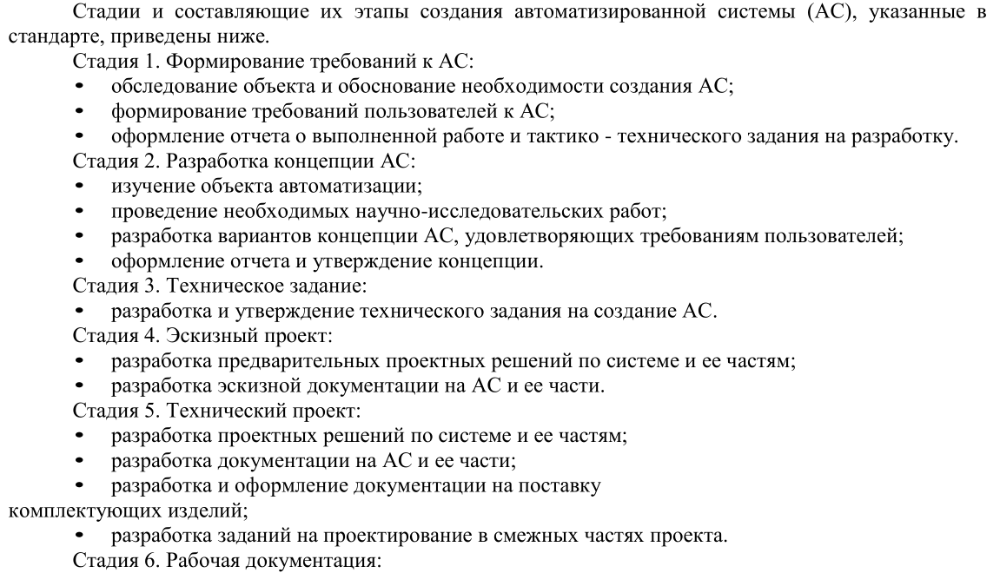 Стадии и составляющие их этапы создания автоматизированной системы (АС), указанные в
стандарте, приведены ниже.
Стадия 1. Формирование требований к АС:
• обследование объекта и обоснование необходимости создания АС;
• формирование требований пользователей к АС;
• оформление отчета о выполненной работе и тактико - технического задания на разработку.
Стадия 2. Разработка концепции АС:
• изучение объекта автоматизации;
• проведение необходимых научно-исследовательских работ;
• разработка вариантов концепции АС, удовлетворяющих требованиям пользователей;
• оформление отчета и утверждение концепции.
Стадия 3. Техническое задание:
• разработка и утверждение технического задания на создание АС.
Стадия 4. Эскизный проект:
• разработка предварительных проектных решений по системе и ее частям;
• разработка эскизной документации на АС и ее части.
Стадия 5. Технический проект:
• разработка проектных решений по системе и ее частям;
• разработка документации на АС и ее части;
• разработка и оформление документации на поставку
комплектующих изделий;
• разработка заданий на проектирование в смежных частях проекта.
Стадия 6. Рабочая документация: